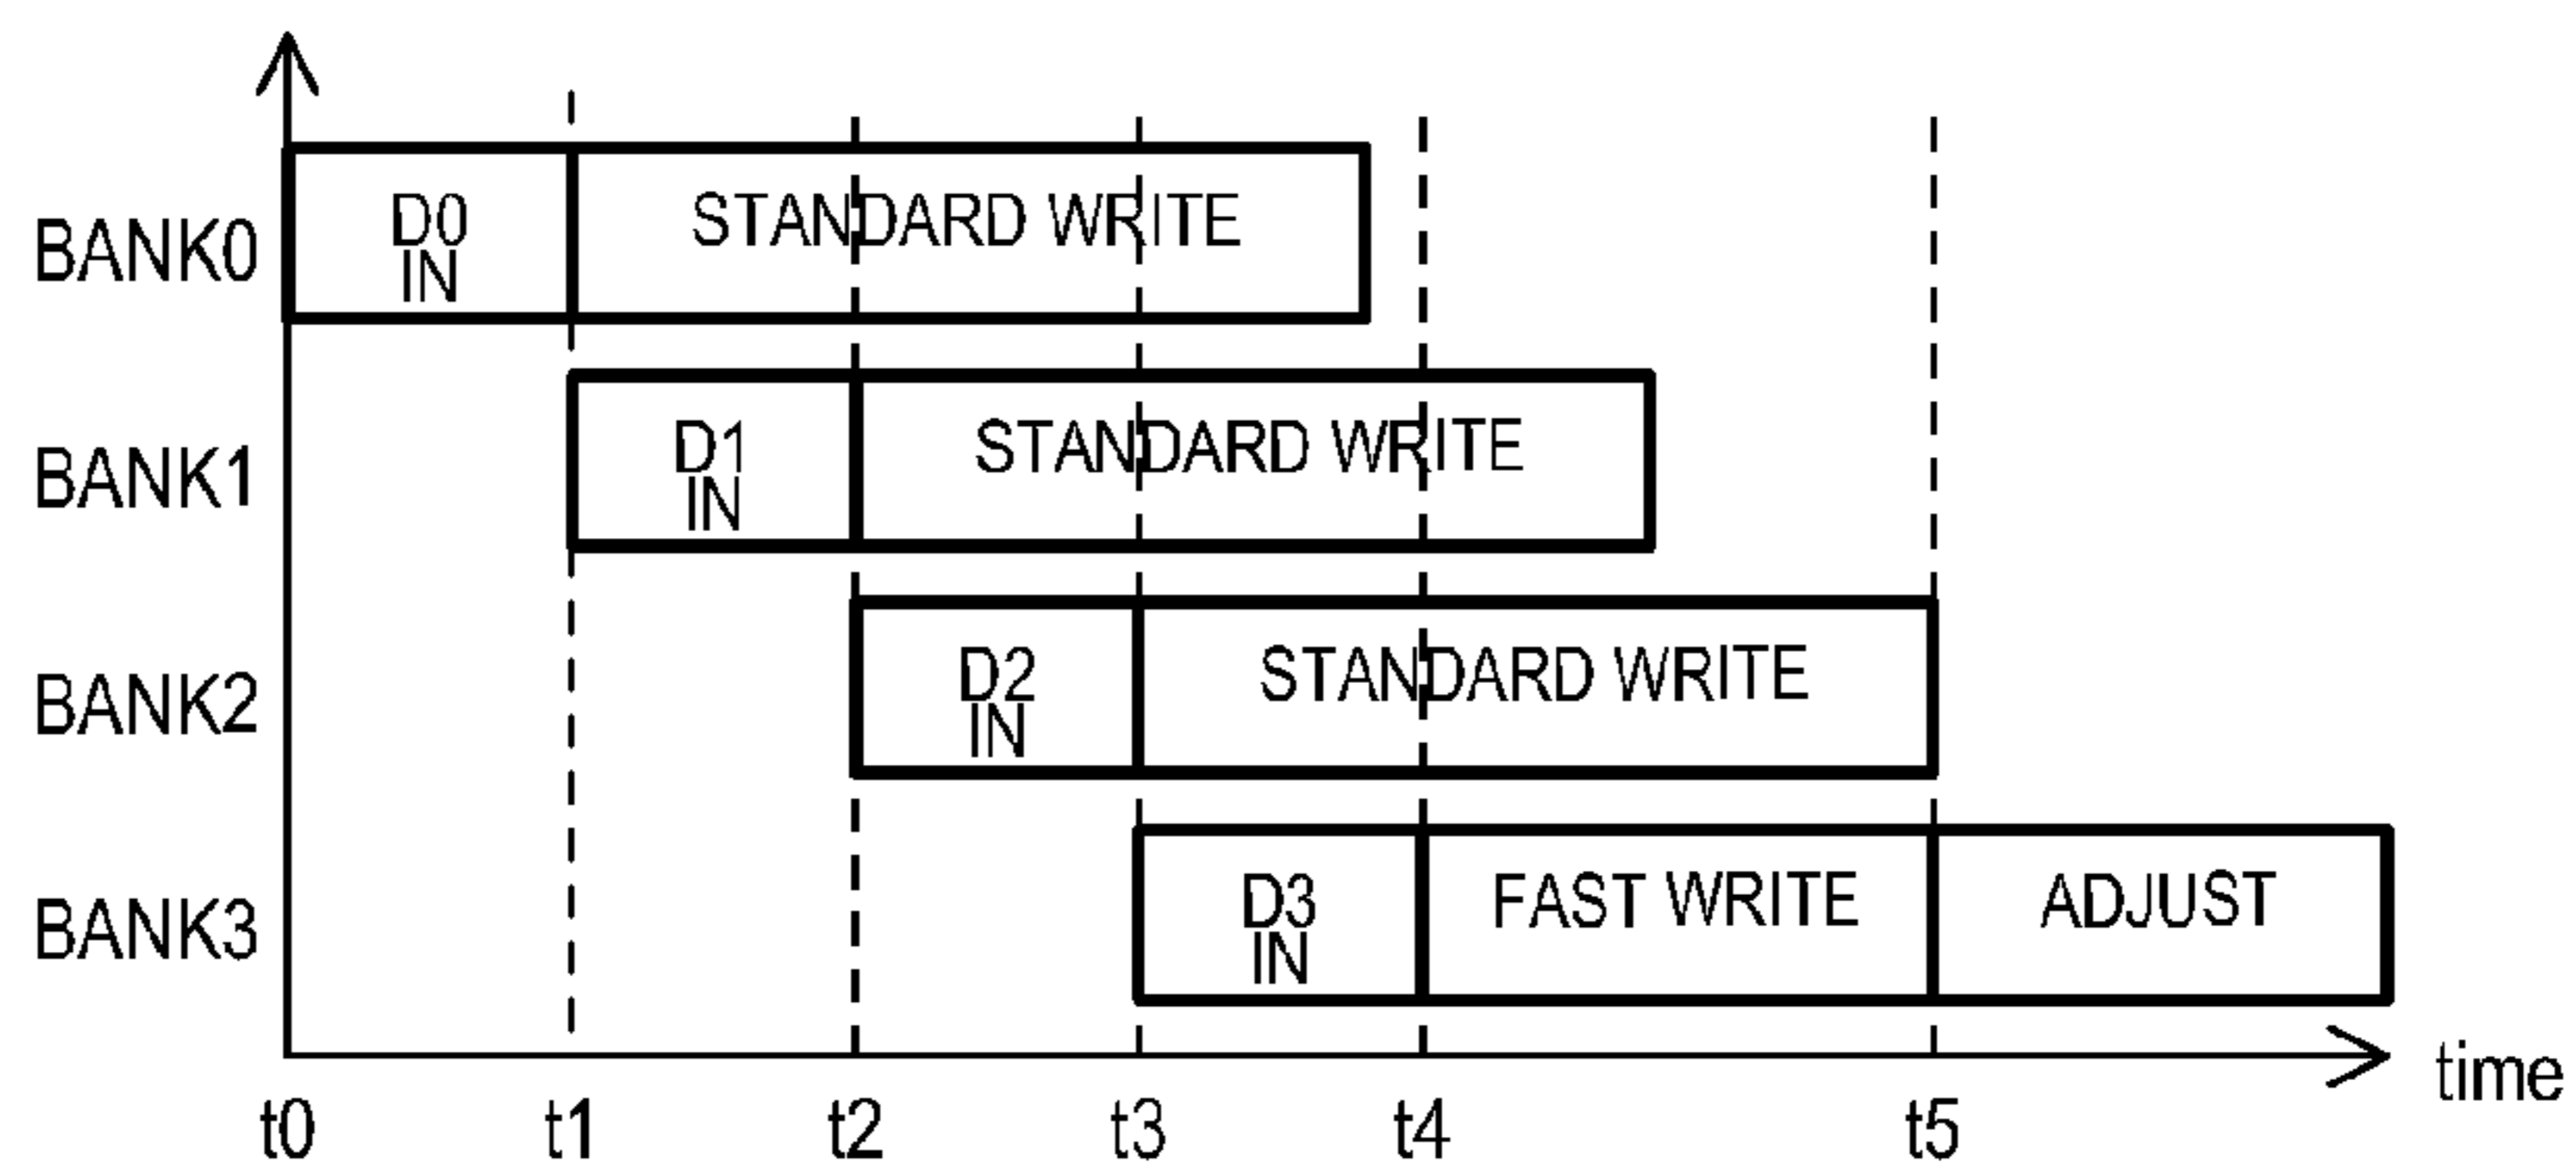 BANK0
D0
IN
STANDARD WRITE
BANK1
D1
IN
STANDARD WRITE
BANK2
D2
IN
STANDARD WRITE
BANK3
D3
IN
FAST WRITE
ADJUST
time
t0 t1 t2 t3 t4 t5